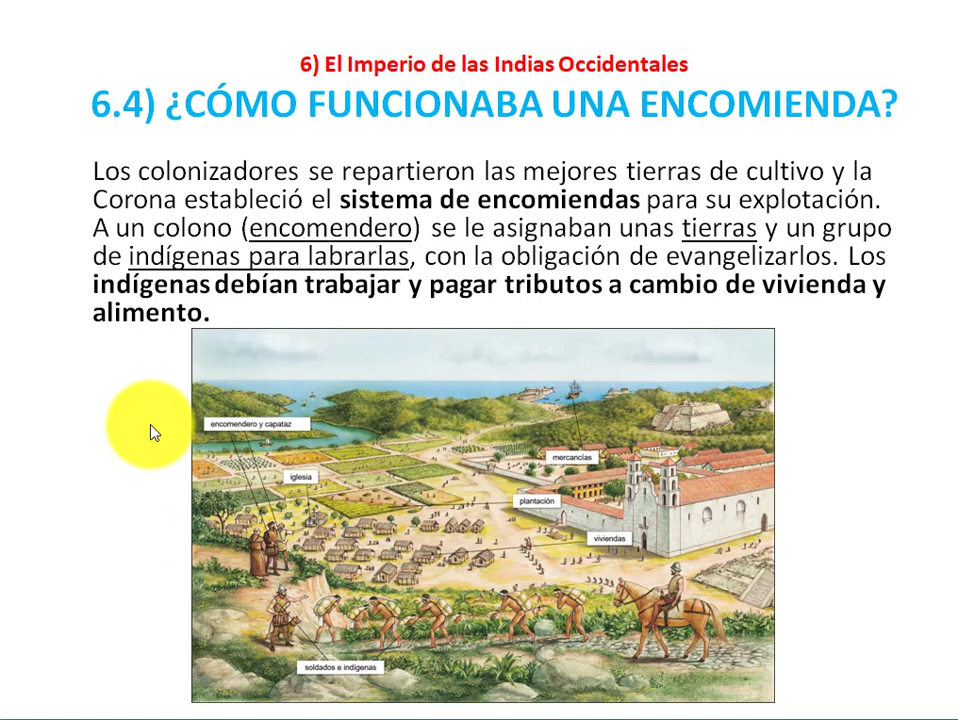 6) El Imperio de las Indias Occidentales
6.4) ¿CÓMO FUNCIONABA UNA ENCOMIENDA?
Los colonizadores se repartieron las mejores tierras de cultivo y la
Corona estableció el sistema de encomiendas para su explotación.
A un colono (encomendero) se le asignaban unas tierras y un grupo
de indígenas para labrarlas, con la obligación de evangelizarlos. Los
indígenas debían trabajar y pagar tributos a cambio de vivienda y
alimento.
encomendero y capataz
mercancías
iglesia
plantación
viviendas
soldados e indígenas